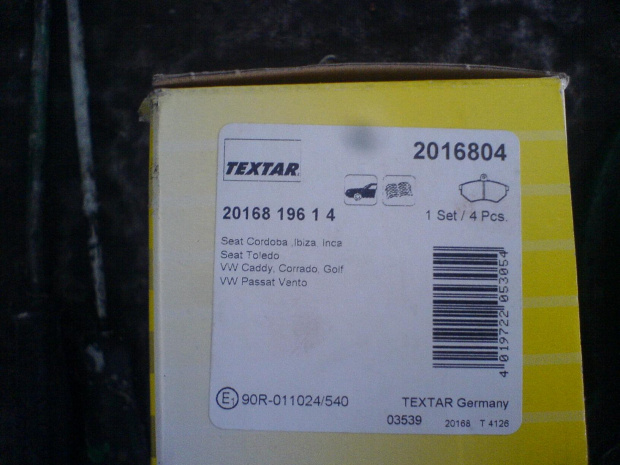 TEXTAR
2016804
20168 196 1 4
1 Set / 4 Pcs.
Seat Cordoba ,Ibiza, Inca
Seat Toledo
VW Caddy, Corrado, Golf
VW Passat Vento
4 019722 053054
E1 90R-011024/540
TEXTAR Germany
03539 20168 T 4126